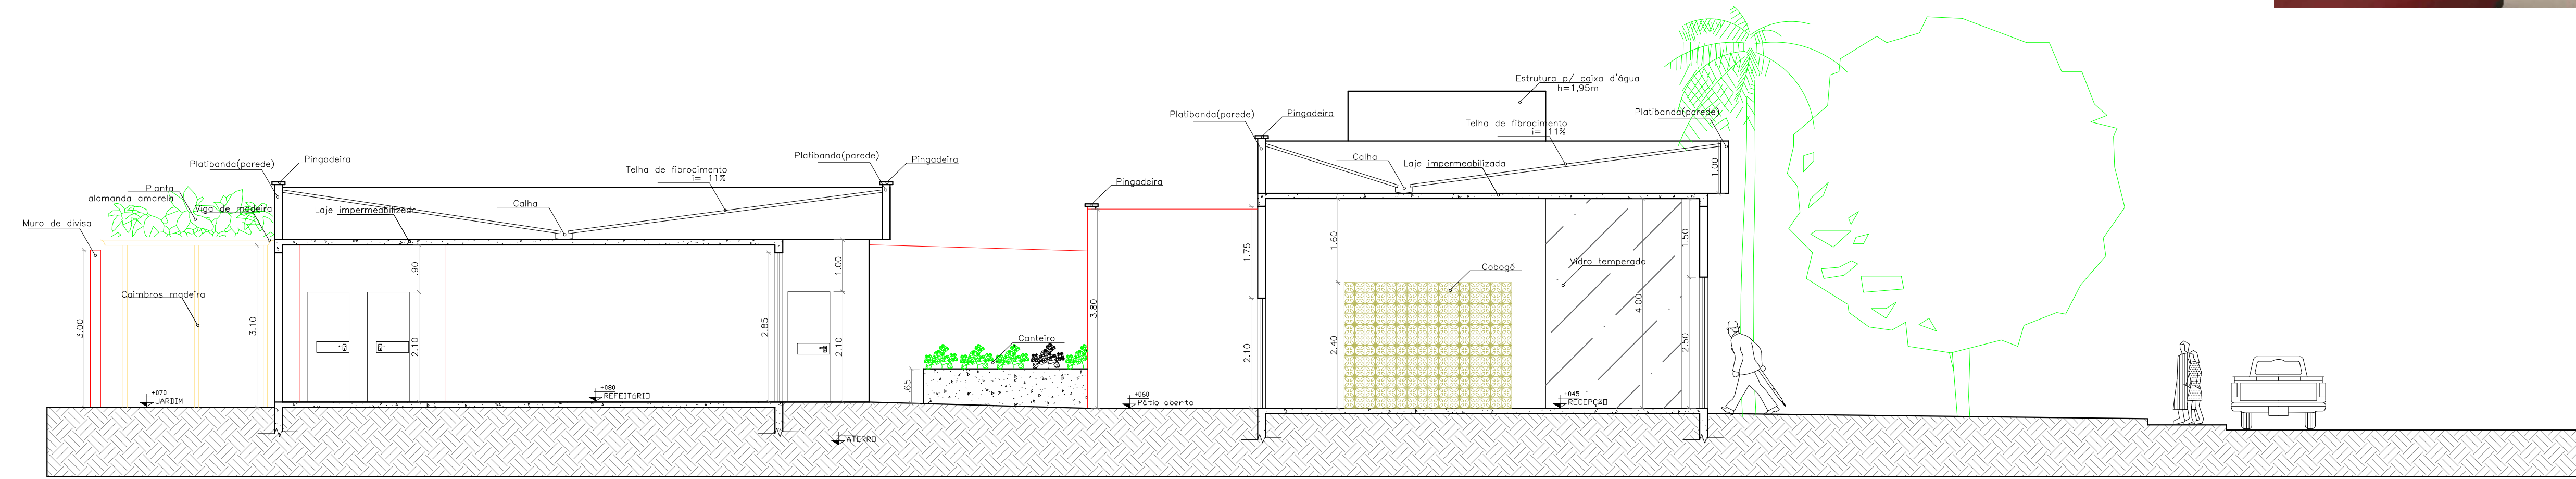 Estrutura p/ caixa d'água
h=1,95m
Platibanda(parede)
Pingadeira
Platibanda(parede)
Telha de fibrocimento
i= 11%
Calha
Laje impermeabilizada
1.00
Platibanda(parede)
Pingadeira
Telha de fibrocimento
i= 11%
Platibanda(parede)
Pingadeira
Pingadeira
Planta
alamanda amarela
Viga de madeira
Laje impermeabilizada
Calha
Muro de divisa
Caimbros madeira
3.00
3.10
.90
2.10
2.85
1.00
2.10
3.80
1.75
2.10
1.60
2.40
Cobogó
Vidro temperado
4.00
1.50
2.50
Canteiro
.65
+070
JARDIM
+080
REFEITÓRIO
+060
Pátio aberto
+045
RECEPÇÃO
ATERRO